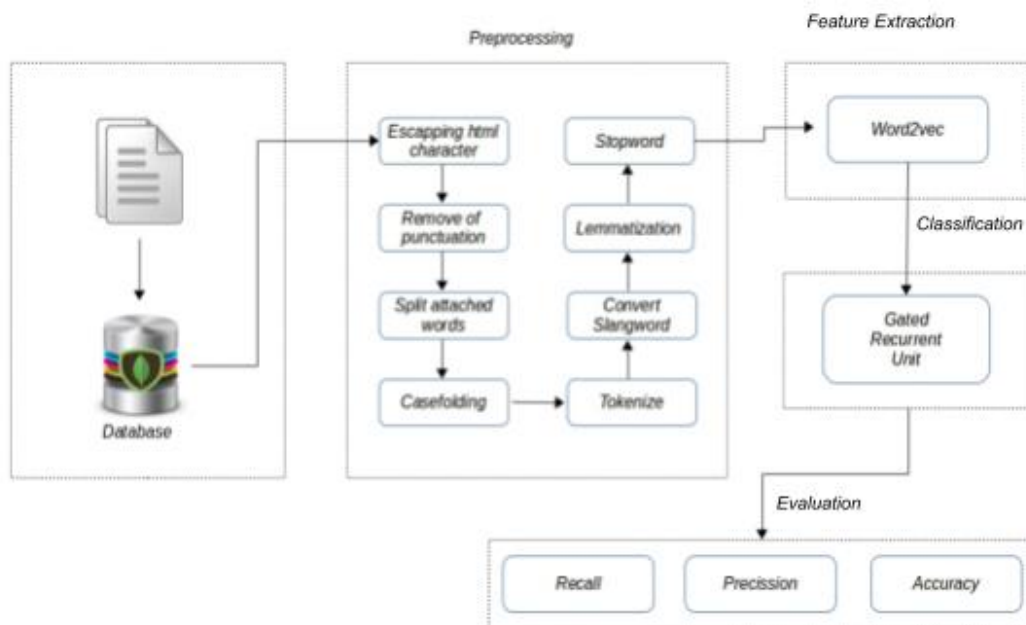 Feature Extraction
Preprocessing
Escapping html
character
Remove of
punctuation
Split attached
words
Casefolding
Tokenize
Convert
Slangword
Lemmatization
Stopword
Word2vec
Classification
Gated
Recurrent
Unit
Database
Evaluation
Recall
Precission
Accuracy